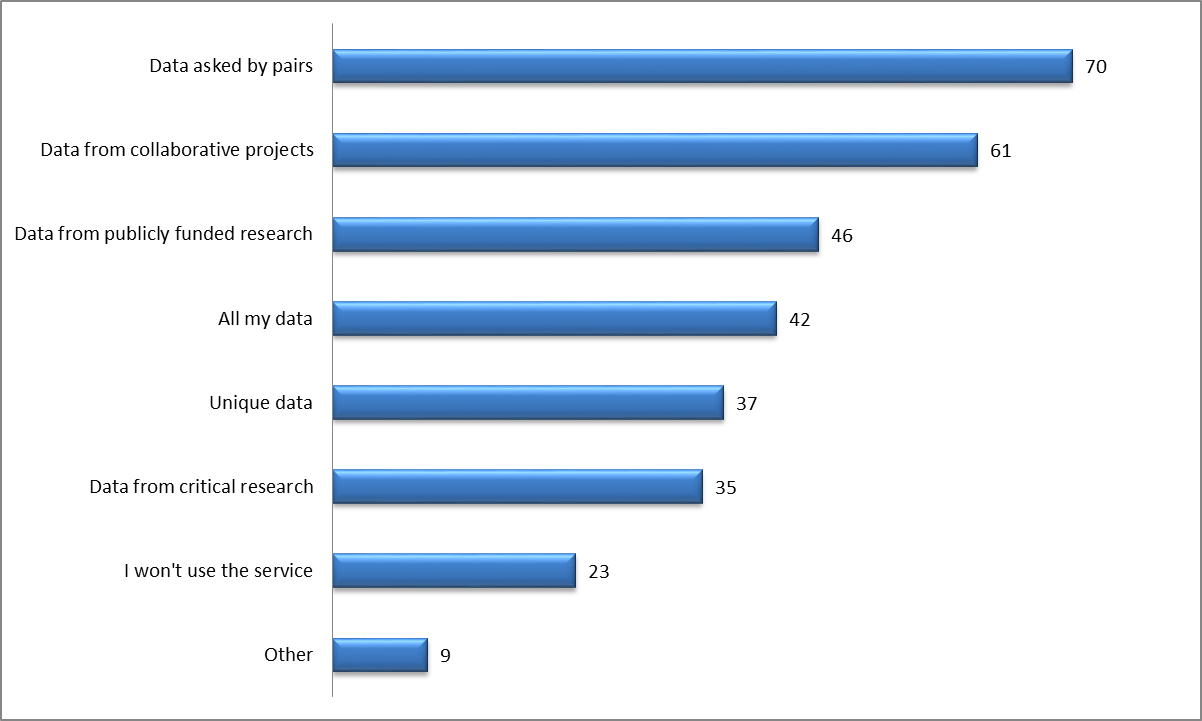 Data asked by pairs 70
Data from collaborative projects 61
Data from publicly funded research 46
All my data 42
Unique data 37
Data from critical research 35
I won't use the service 23
Other 9